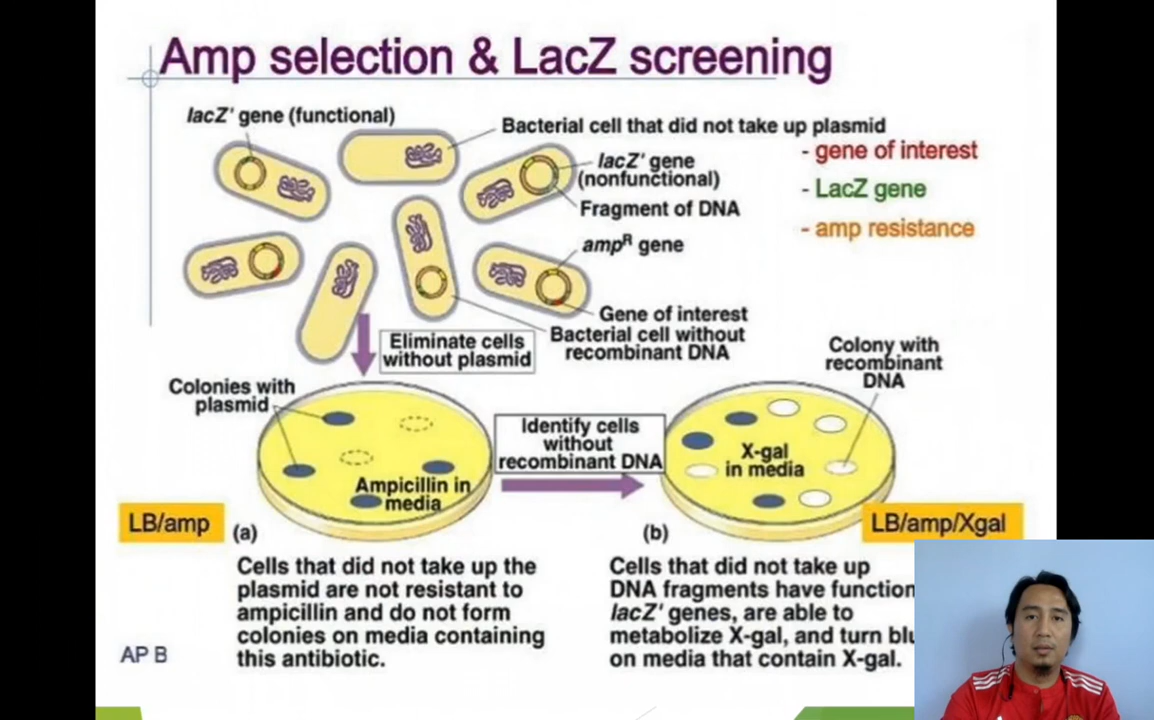 Amp selection & LacZ screening
lacZ' gene (functional)
Bacterial cell that did not take up plasmid
lacZ' gene
(nonfunctional)
Fragment of DNA
ampR gene
- gene of interest
- LacZ gene
- amp resistance
Gene of interest
Bacterial cell without
recombinant DNA
Eliminate cells
without plasmid
Colonies with
plasmid
Colony with
recombinant
DNA
Identify cells
without
recombinant DNA
Ampicillin in
media
X-gal
in media
LB/amp
(a)
(b)
LB/amp/Xgal
Cells that did not take up the
plasmid are not resistant to
ampicillin and do not form
colonies on media containing
this antibiotic.
Cells that did not take up
DNA fragments have function
lacZ' genes, are able to
metabolize X-gal, and turn blu
on media that contain X-gal.
AP B